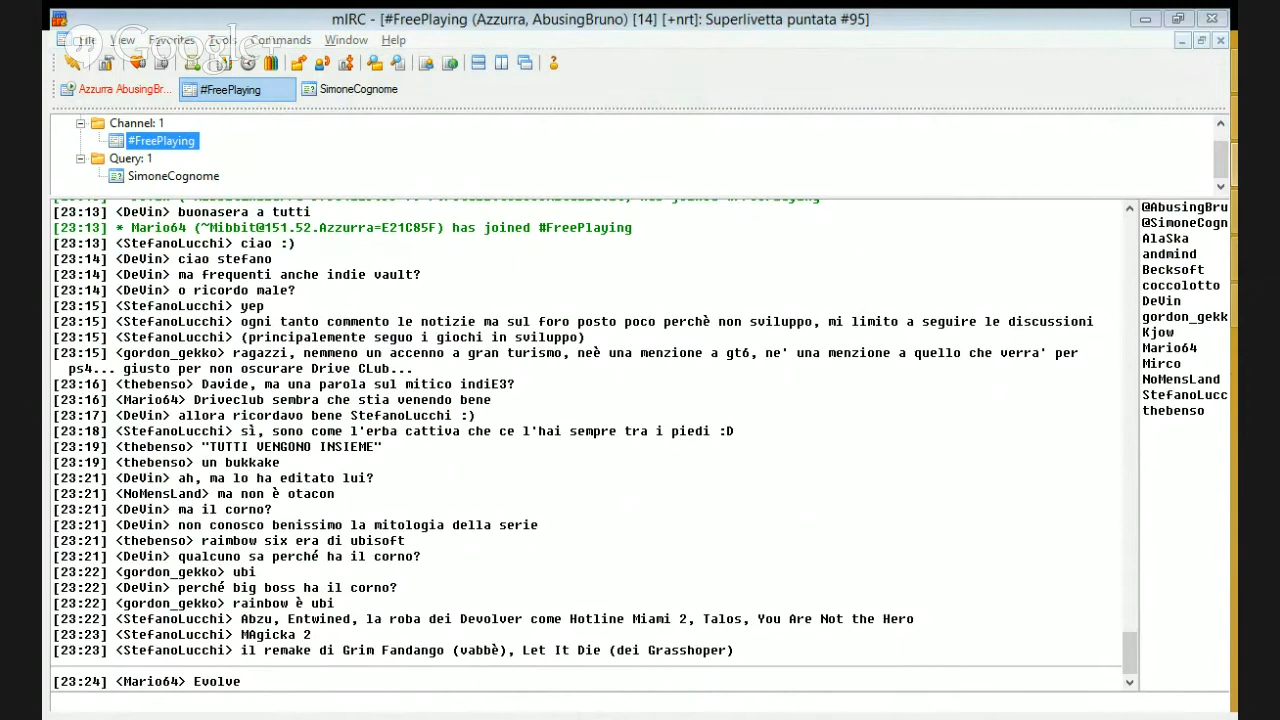 mIRC - [#FreePlaying (Azzurra, AbusingBruno) [14] [+nrt]: Superlivetta puntata #95]
File View Favorites Tools Commands Window Help
Google+
Azzurra AbusingBr... #FreePlaying SimoneCognome
Channel: 1
#FreePlaying
Query: 1
SimoneCognome
[23:13] <DeVin> buonasera a tutti
[23:13] * Mario64 (~Mibbit@151.52.Azzurra=E21C85F) has joined #FreePlaying
[23:13] <StefanoLucchi> ciao :)
[23:14] <DeVin> ciao stefano
[23:14] <DeVin> ma frequenti anche indie vault?
[23:14] <DeVin> o ricordo male?
[23:15] <StefanoLucchi> yep
[23:15] <StefanoLucchi> ogni tanto commento le notizie ma sul foro posto poco perchè non sviluppo, mi limito a seguire le discussioni
[23:15] <StefanoLucchi> (principalmente seguo i giochi in sviluppo)
[23:15] <gordon_gekko> ragazzi, nemmeno un accenno a gran turismo, neè una menzione a gt6, ne' una menzione a quello che verra' per
ps4... giusto per non oscurare Drive CLub...
[23:16] <thebenso> Davide, ma una parola sul mitico indiE3?
[23:16] <Mario64> Driveclub sembra che stia venendo bene
[23:17] <DeVin> allora ricordavo bene StefanoLucchi :)
[23:18] <StefanoLucchi> sì, sono come l'erba cattiva che ce l'hai sempre tra i piedi :D
[23:19] <thebenso> "TUTTI VENGONO INSIEME"
[23:19] <thebenso> un bukkake
[23:21] <DeVin> ah, ma lo ha editato lui?
[23:21] <NoMensLand> ma non è otacon
[23:21] <DeVin> ma il corno?
[23:21] <DeVin> non conosco benissimo la mitologia della serie
[23:21] <thebenso> raimbow six era di ubisoft
[23:21] <DeVin> qualcuno sa perché ha il corno?
[23:22] <gordon_gekko> ubi
[23:22] <DeVin> perché big boss ha il corno?
[23:22] <gordon_gekko> rainbow è ubi
[23:22] <StefanoLucchi> Abzu, Entwined, la roba dei Devolver come Hotline Miami 2, Talos, You Are Not the Hero
[23:23] <StefanoLucchi> MAgicka 2
[23:23] <StefanoLucchi> il remake di Grim Fandango (vabbè), Let It Die (dei Grasshoper)
[23:24] <Mario64> Evolve
@AbusingBru
@SimoneCogn
AlaSka
andmind
Becksoft
coccolotto
DeVin
gordon_gekk
Kjow
Mario64
Mirco
NoMensLand
StefanoLucc
thebenso